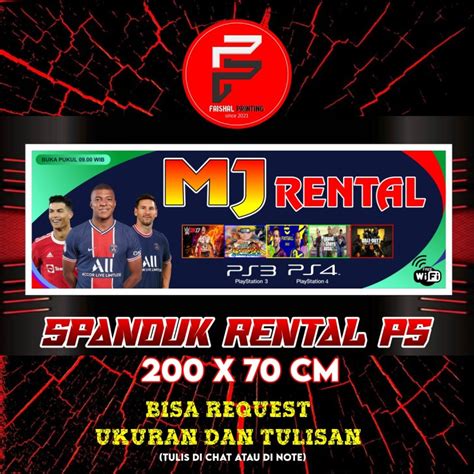 FAISHAL PRINTING
since 2021
BUKA PUKUL 09.00 WIB
MJ RENTAL
PS3 PS4
PlayStation 3 PlayStation 4
WiFi
SPANDUK RENTAL PS
200 X 70 CM
BISA REQUEST
UKURAN DAN TULISAN
(TULIS DI CHAT ATAU DI NOTE)